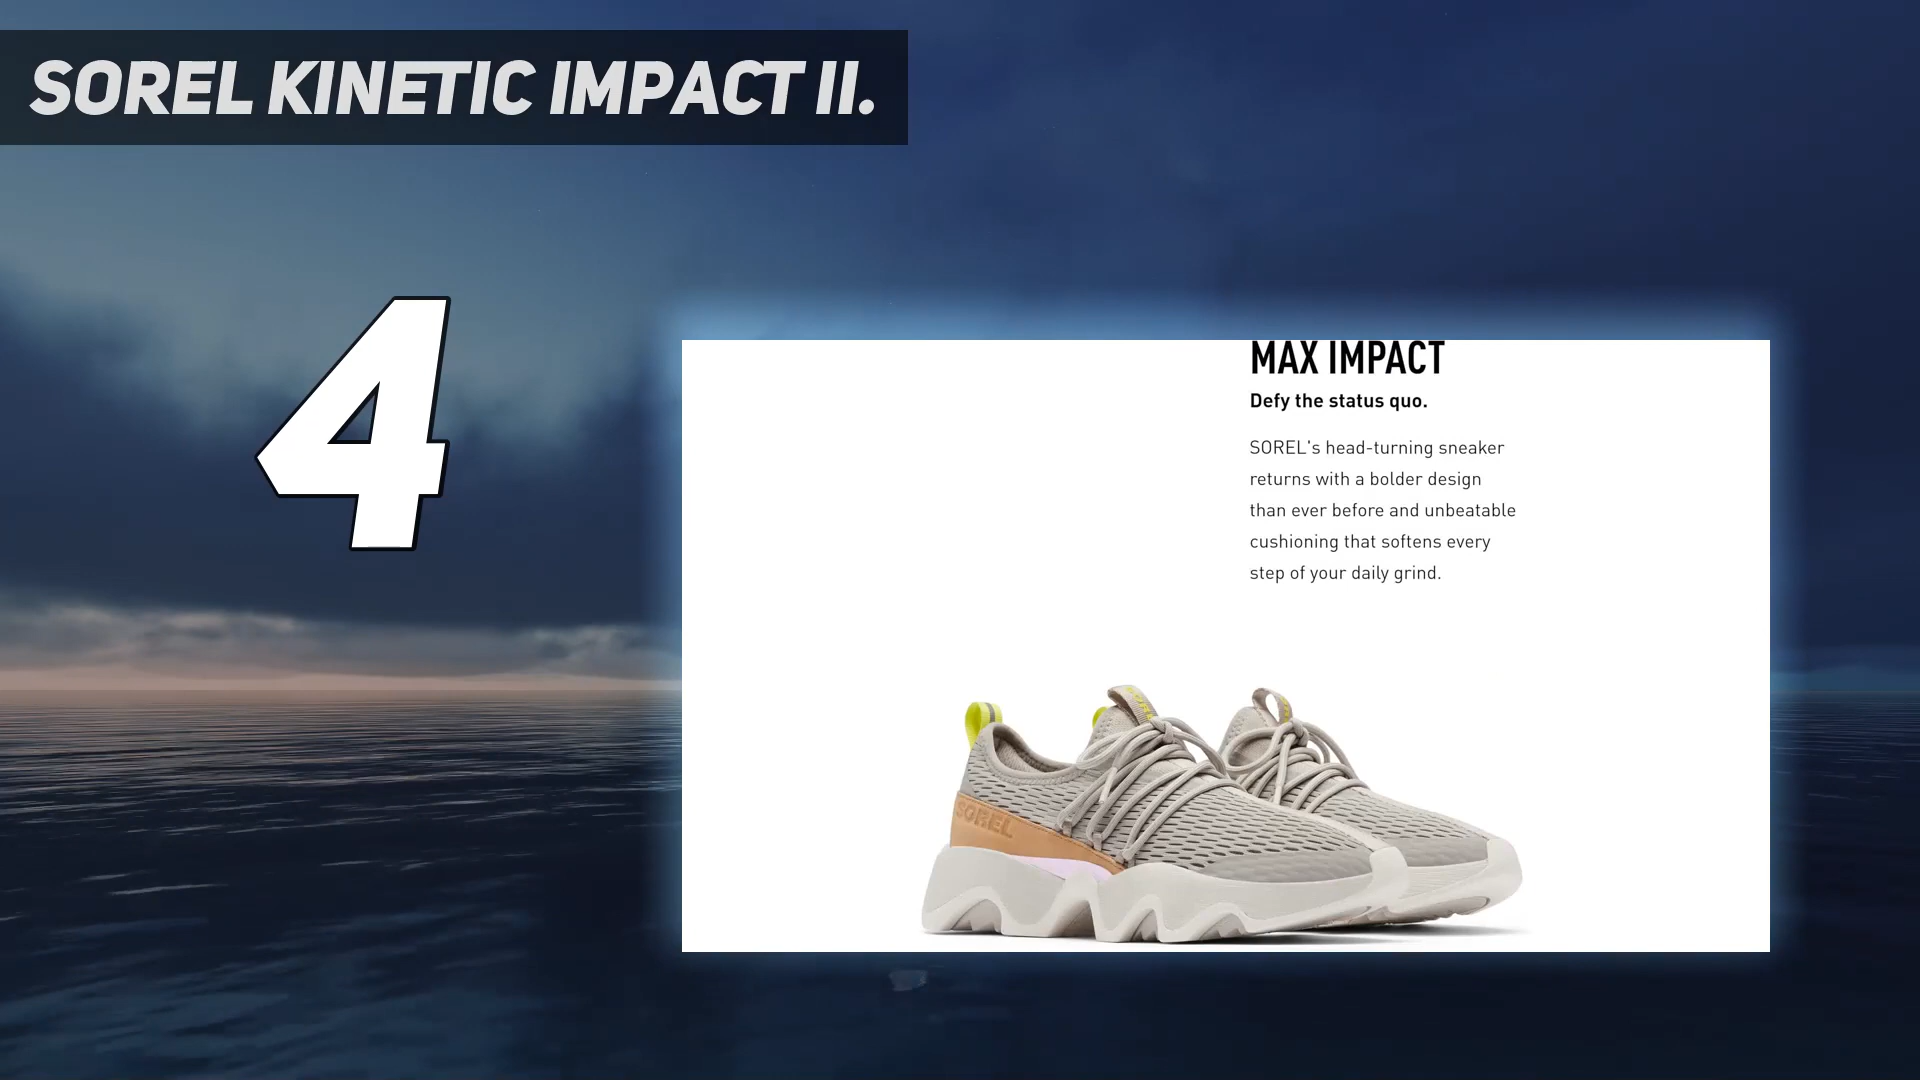 SOREL KINETIC IMPACT II.
4
MAX IMPACT
Defy the status quo.
SOREL's head-turning sneaker
returns with a bolder design
than ever before and unbeatable
cushioning that softens every
step of your daily grind.
SOREL